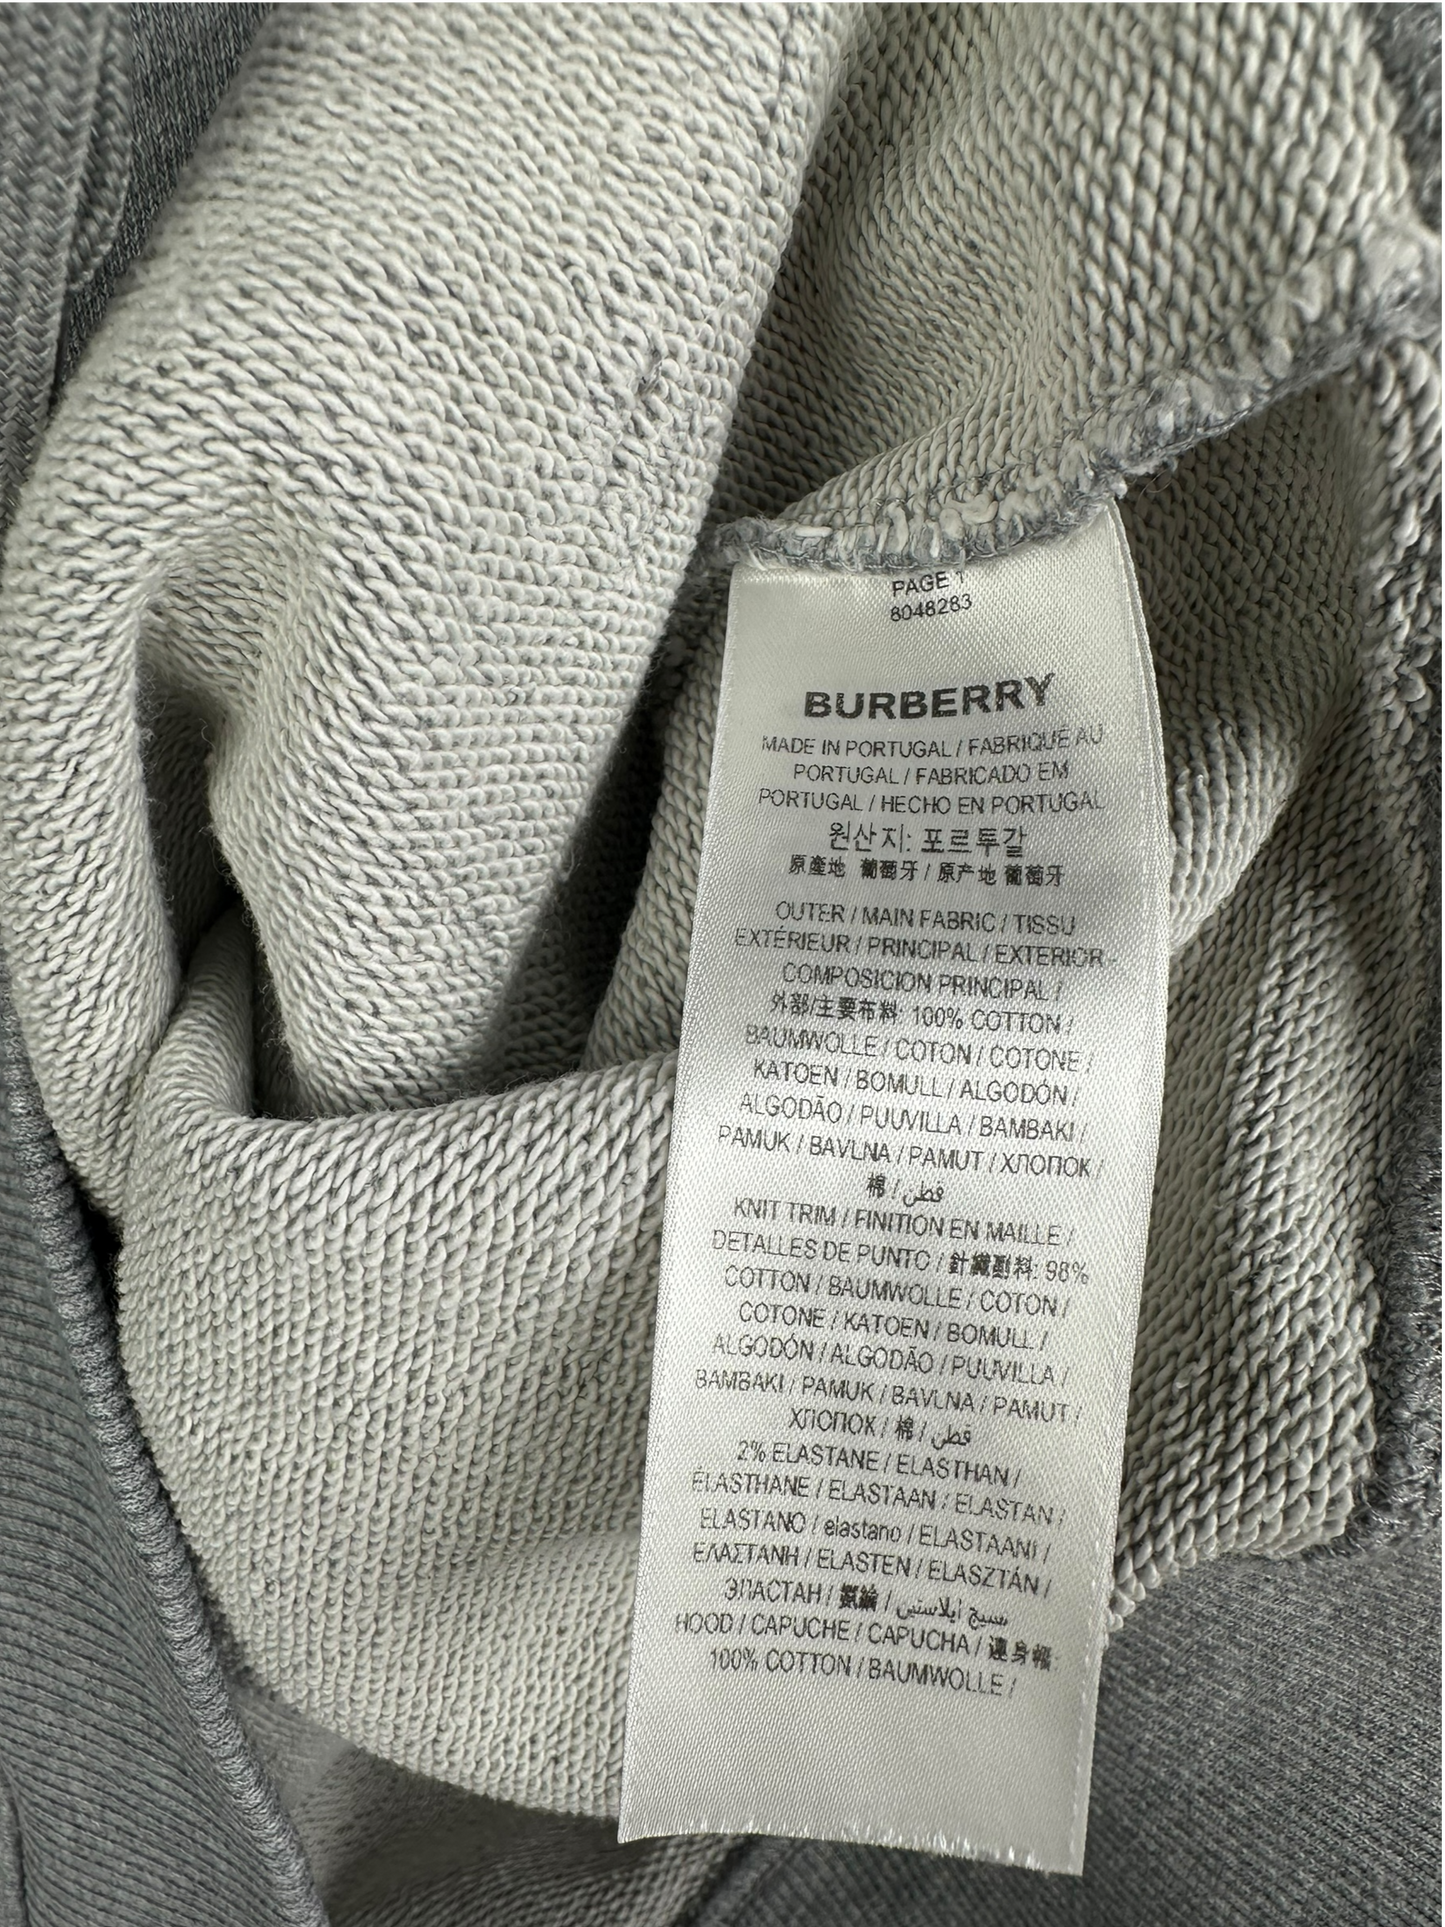 PAGE 1
8048283
BURBERRY
MADE IN PORTUGAL / FABRIQUÉ AU
PORTUGAL / FABRICADO EM
PORTUGAL / HECHO EN PORTUGAL
원산지: 포르투갈
原產地 葡萄牙 / 原产地 葡萄牙
OUTER / MAIN FABRIC / TISSU
EXTÉRIEUR / PRINCIPAL / EXTERIOR -
COMPOSICION PRINCIPAL /
外部/主要布料: 100% COTTON /
BAUMWOLLE / COTON / COTONE /
KATOEN / BOMULL / ALGODÓN /
ALGODÃO / PUUVILLA / BAMBAKI /
PAMUK / BAVLNA / PAMUT / ХЛОПОК /
棉 / قطن
KNIT TRIM / FINITION EN MAILLE /
DETALLES DE PUNTO / 針織副料: 98%
COTTON / BAUMWOLLE / COTON /
COTONE / KATOEN / BOMULL /
ALGODÓN / ALGODÃO / PUUVILLA /
BAMBAKI / PAMUK / BAVLNA / PAMUT /
ХЛОПОК / 棉 / قطن
2% ELASTANE / ELASTHAN /
ÉLASTHANE / ELASTAAN / ELASTAN /
ELASTANO / elastano / ELASTAANI /
ΕΛΑΣΤΑΝΗ / ELASTEN / ELASZTÁN /
ЭЛАСТАН / 氨綸 / نسيج إيلاستين
HOOD / CAPUCHE / CAPUCHA / 連身帽
100% COTTON / BAUMWOLLE /